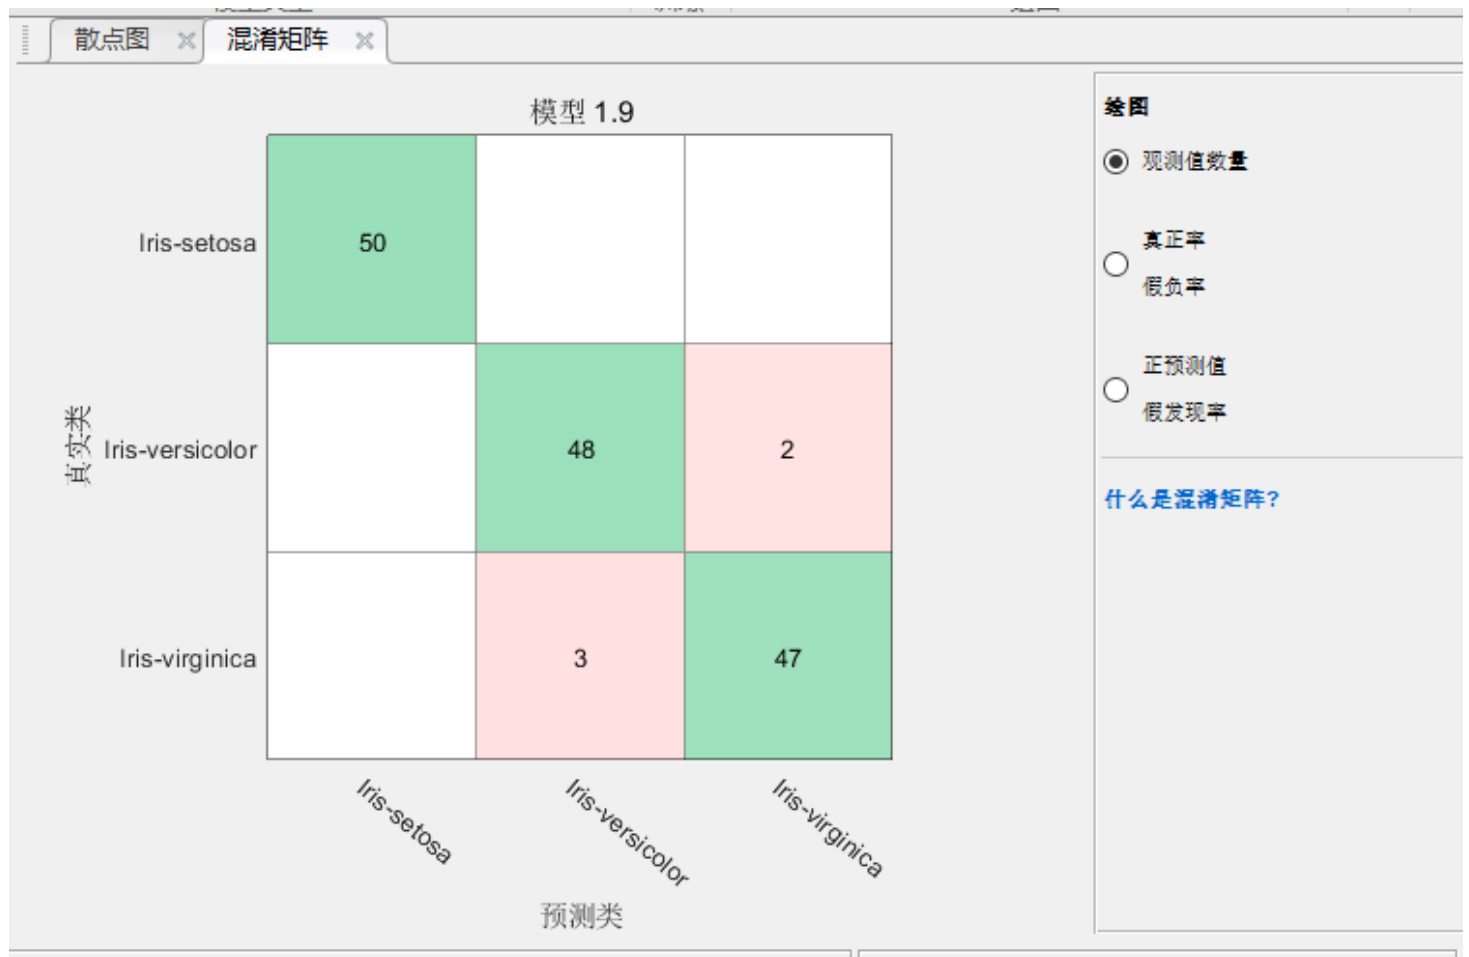 散点图 混淆矩阵
模型 1.9
Iris-setosa
50
真实类
Iris-versicolor
48
2
Iris-virginica
3
47
Iris-setosa
Iris-versicolor
Iris-virginica
预测类
绘图
观测值数量
真正率
假负率
正预测值
假发现率
什么是混淆矩阵?